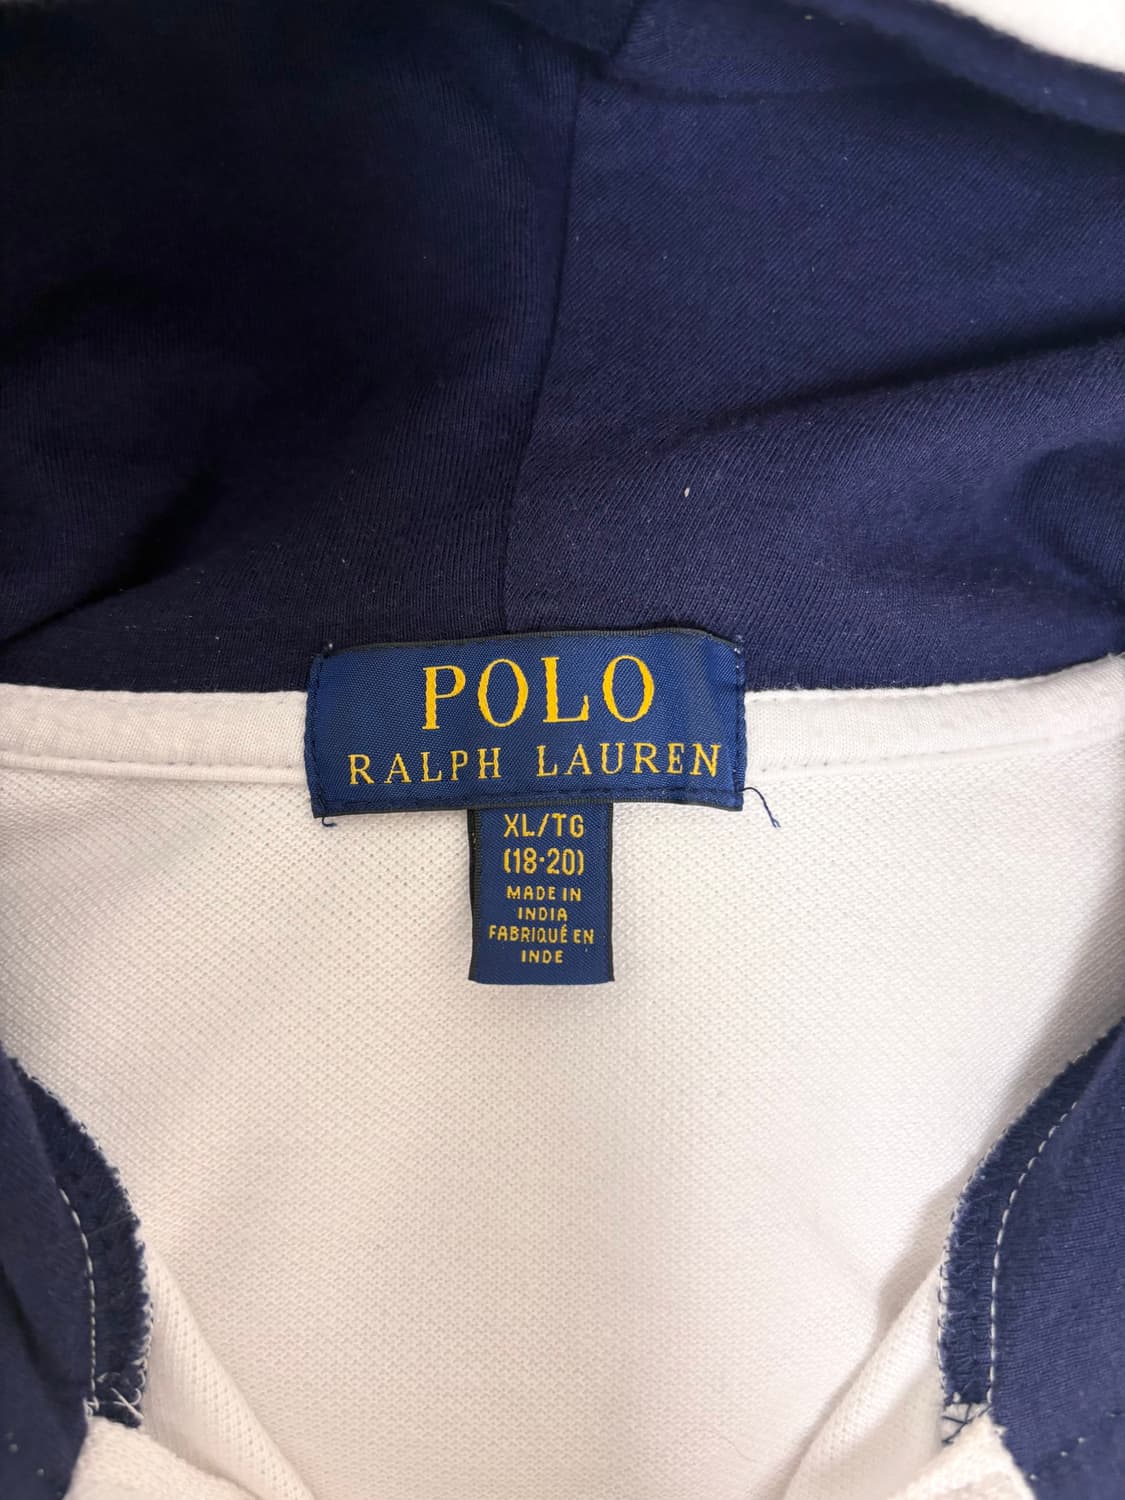 POLO
RALPH LAUREN
XL/TG
(18-20)
MADE IN
INDIA
FABRIQUÉ EN
INDE